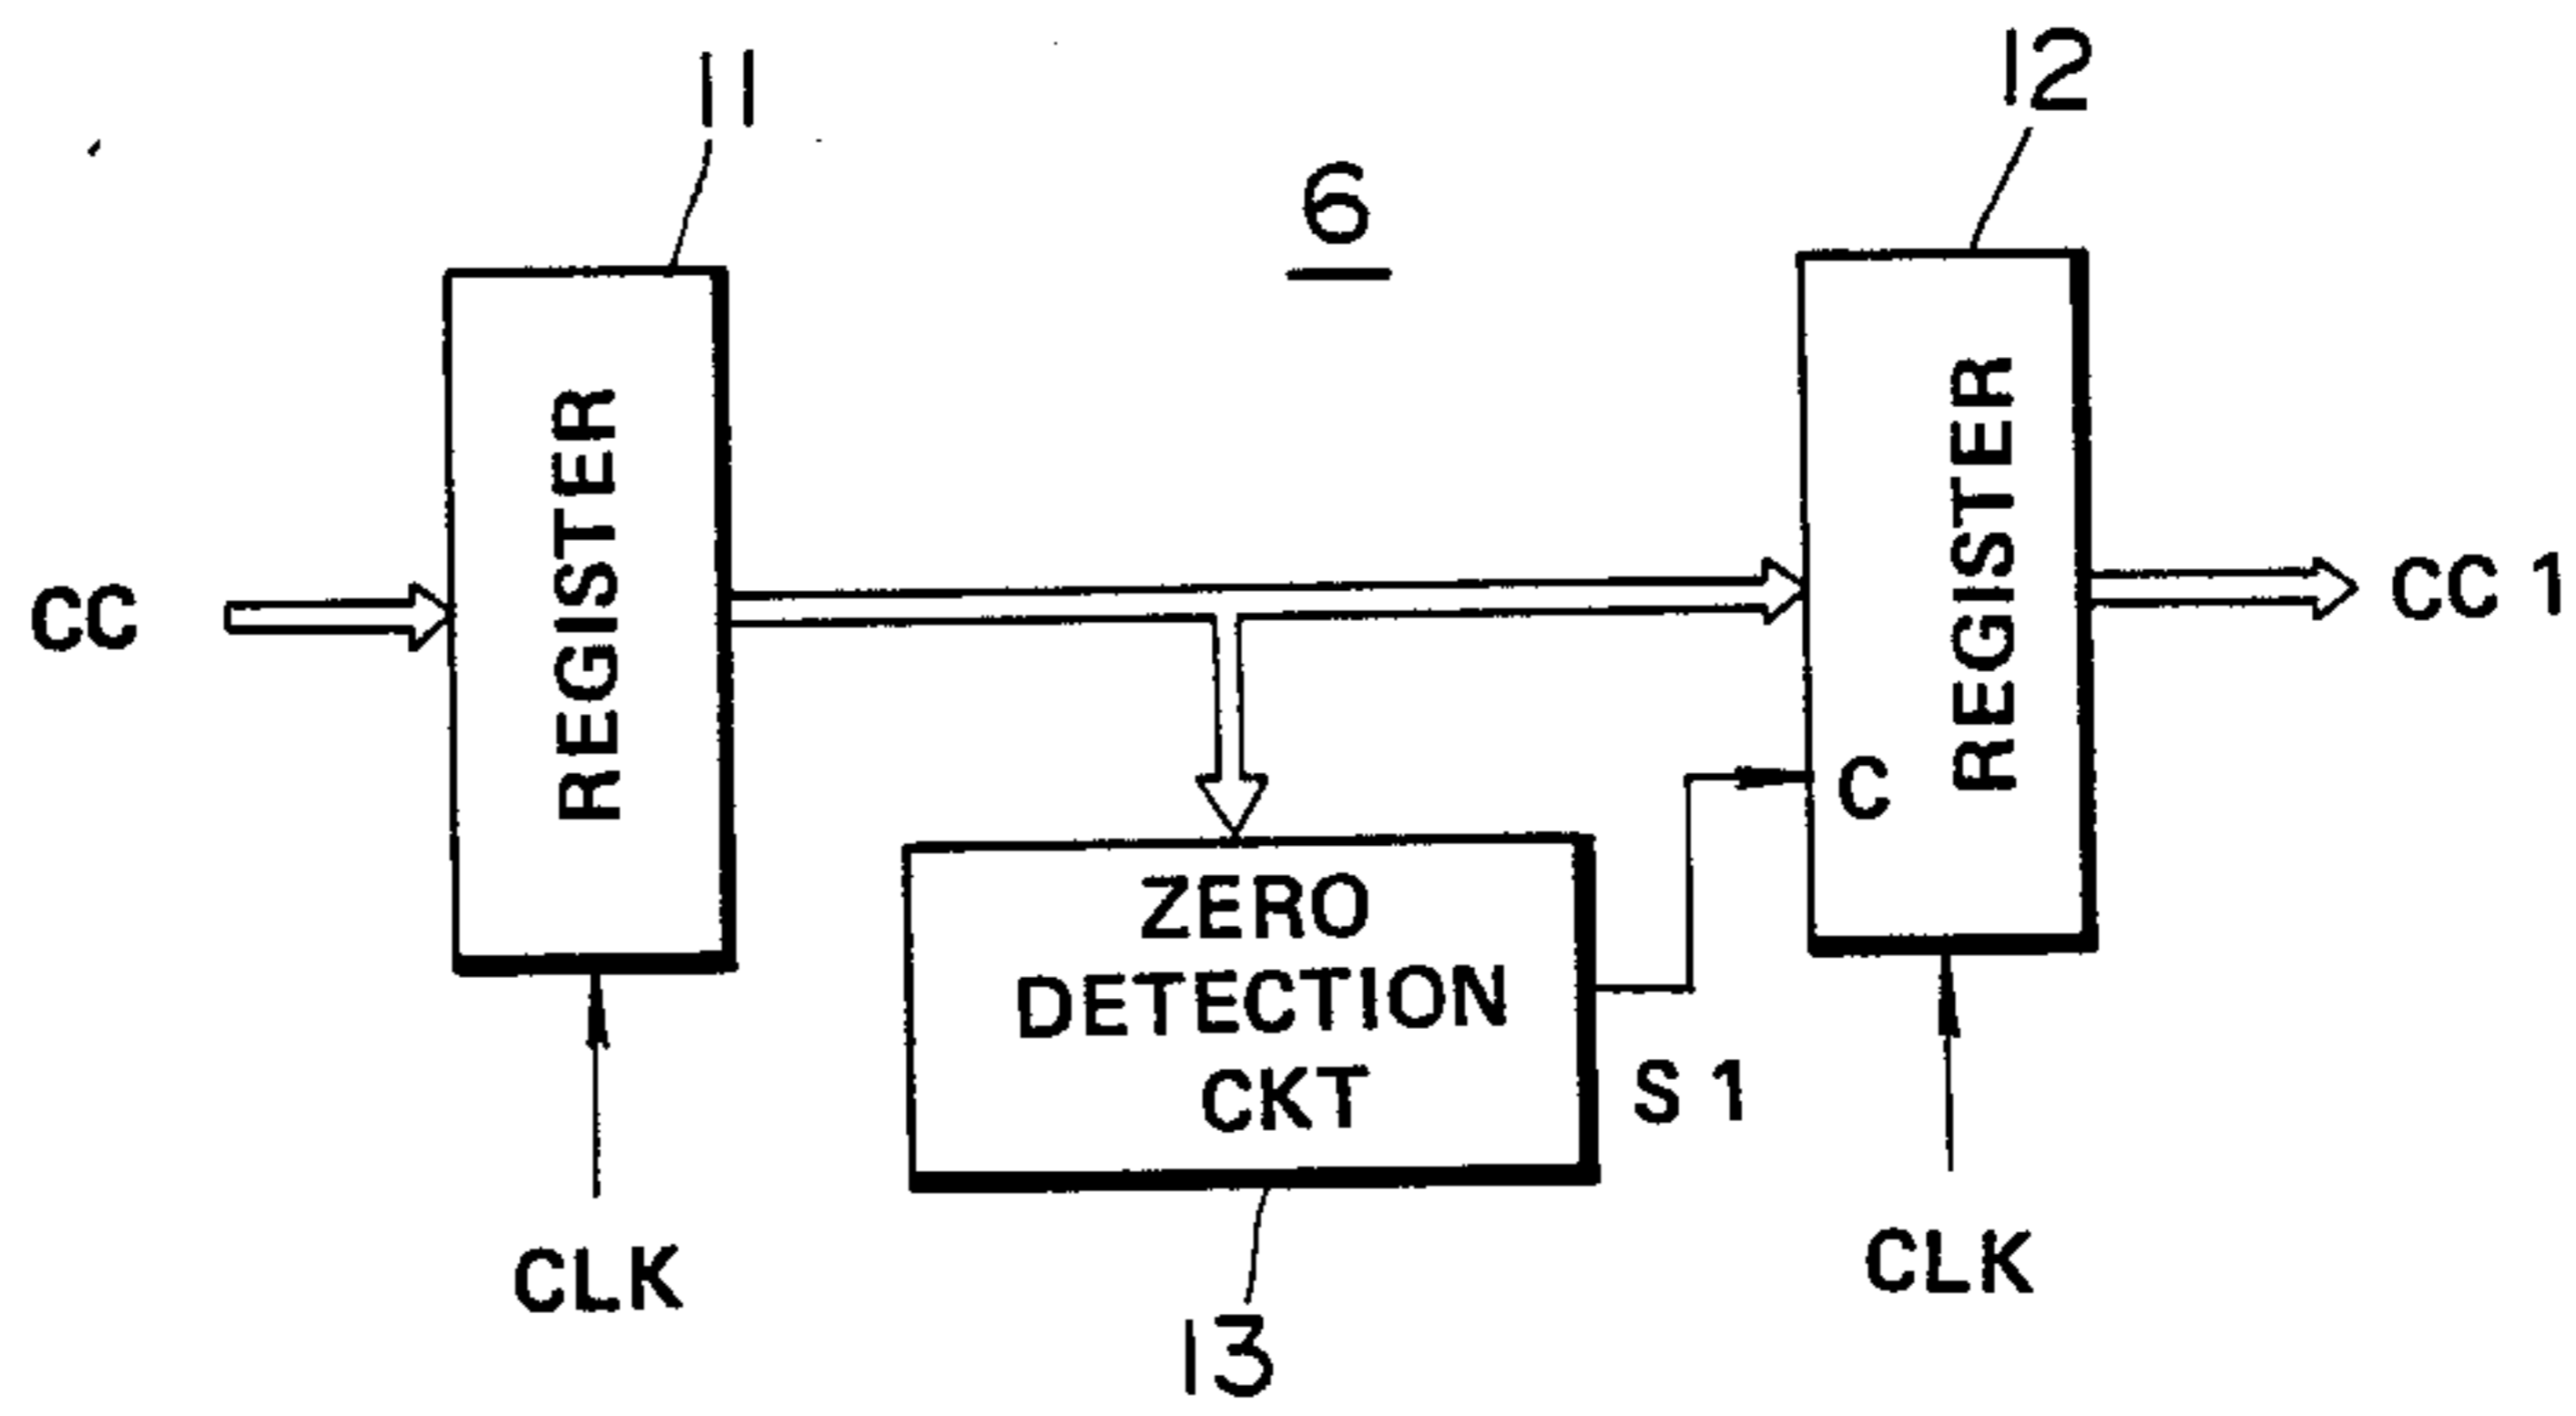 11
12
6
REGISTER
REGISTER
CC
CC 1
C
ZERO
DETECTION
CKT
S 1
CLK
CLK
13